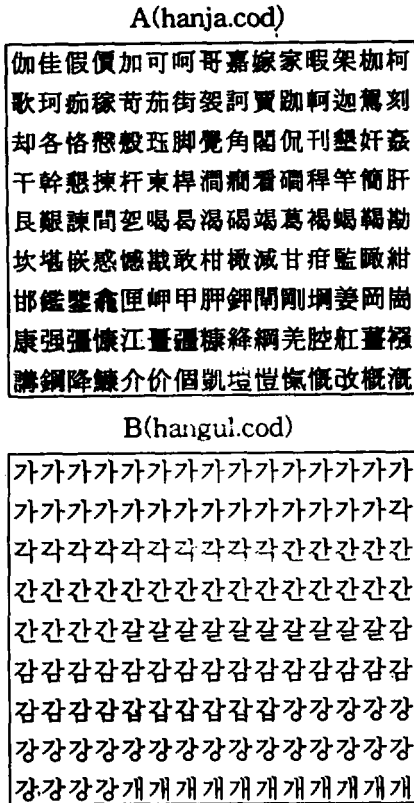 A(hanja.cod)
伽佳假價加可呵哥嘉嫁家暇架枷柯
歌珂痂稼苛茄街袈訶賈跏軻迦駕刻
却各恪慤殼珏脚覺角閣侃刊墾奸姦
干幹懇揀杆柬桿澗癎看磵稈竿簡肝
艮艱諫間乫喝曷渴碣竭葛褐蝎鞨勘
坎堪嵌感憾戡敢柑橄減甘疳監瞰紺
邯鑑鑒龕匣岬甲胛鉀閘剛堈姜岡崗
康强彊慷江畺疆糠絳綱羌腔舡薑襁
講鋼降鱇介价個凱塏愷愾慨改槪漑
B(hangul.cod)
가가가가가가가가가가가가가가가
가가가가가가가가가가가가가가각
각각각각각각각각각각간간간간간
간간간간간간간간간간간간간간간
간간간간갈갈갈갈갈갈갈갈갈갈감
감감감감감감감감감감감감감감감
감감감감갑갑갑갑갑갑강강강강강
강강강강강강강강강강강강강강강
강강강강개개개개개개개개개개개